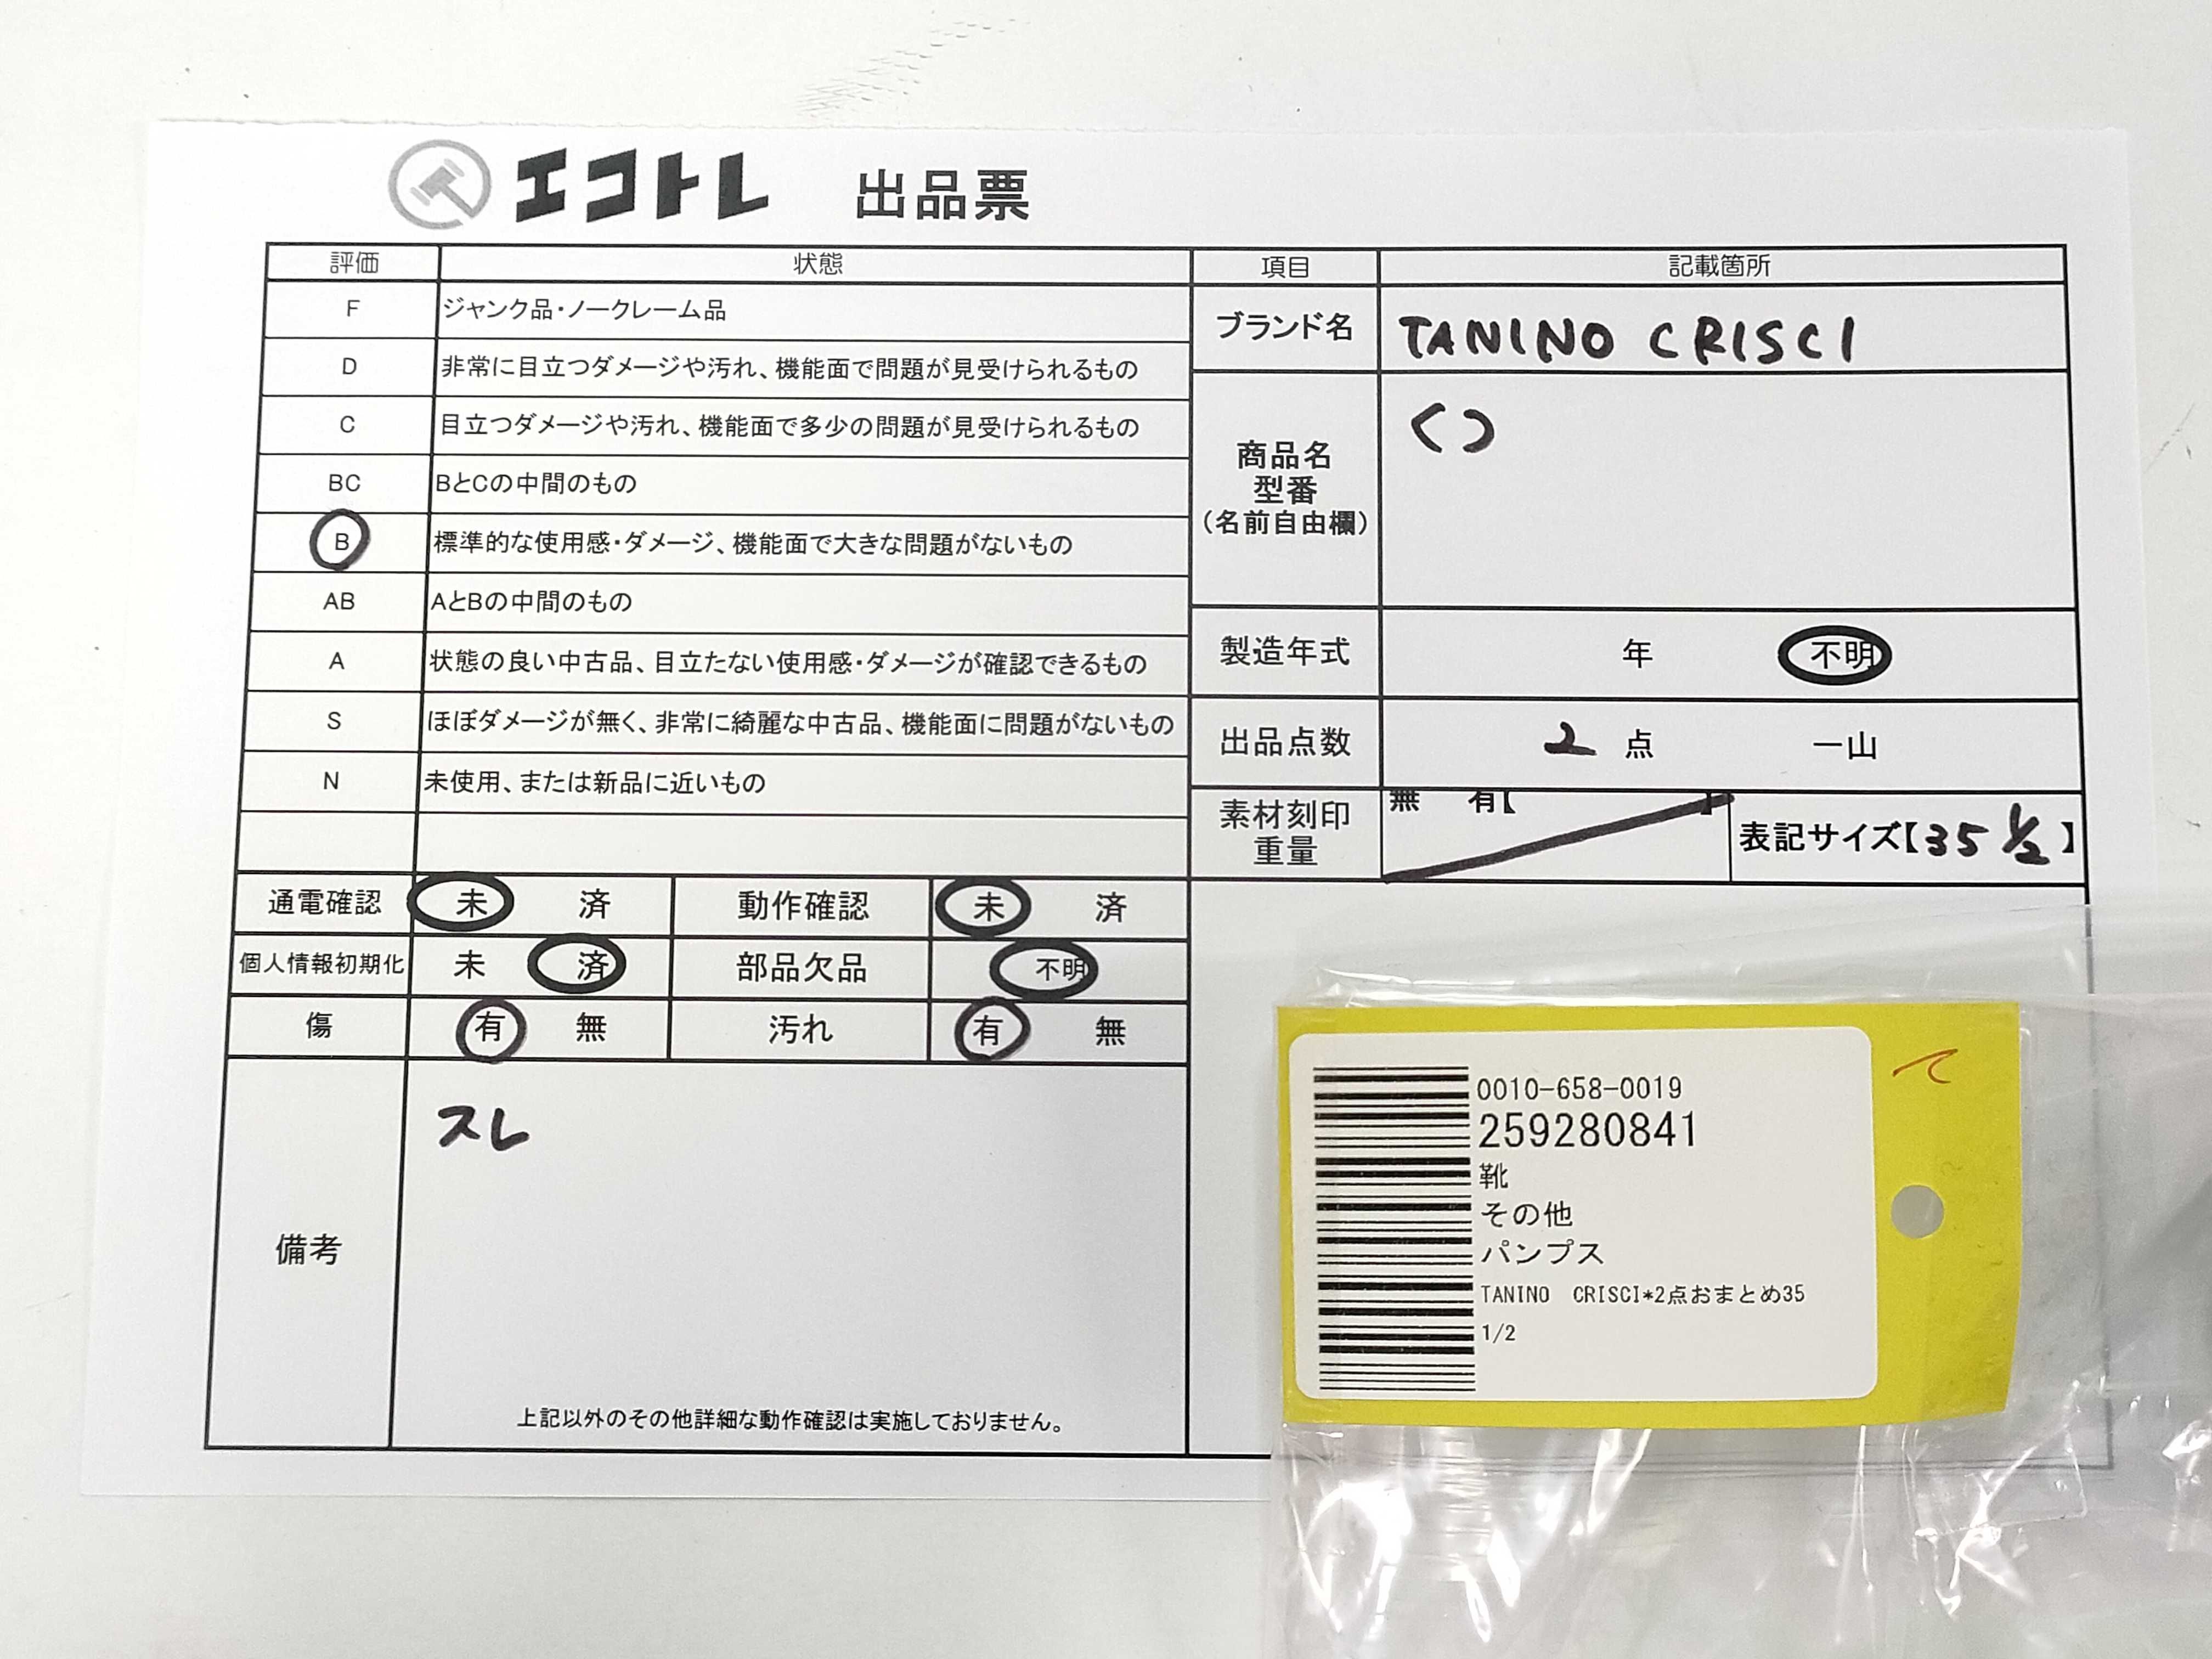 エコトレ 出品票
評価 状態 項目 記載箇所
F ジャンク品・ノークレーム品
D 非常に目立つダメージや汚れ、機能面で問題が見受けられるもの
C 目立つダメージや汚れ、機能面で多少の問題が見受けられるもの
BC BとCの中間のもの
B 標準的な使用感・ダメージ、機能面で大きな問題がないもの
AB AとBの中間のもの
A 状態の良い中古品、目立たない使用感・ダメージが確認できるもの
S ほぼダメージが無く、非常に綺麗な中古品、機能面に問題がないもの
N 未使用、または新品に近いもの
ブランド名 TANINO CRISCI
商品名
型番
(名前自由欄)
くつ
製造年式 年 不明
出品点数 2 点 一山
素材刻印
重量
無 有【 】 表記サイズ【35 1/2】
通電確認 未 済 動作確認 未 済
個人情報初期化 未 済 部品欠品 不明
傷 有 無 汚れ 有 無
備考 スレ
上記以外のその他詳細な動作確認は実施しておりません。
0010-658-0019
259280841
靴
その他
パンプス
TANINO CRISCI*2点おまとめ35
1/2